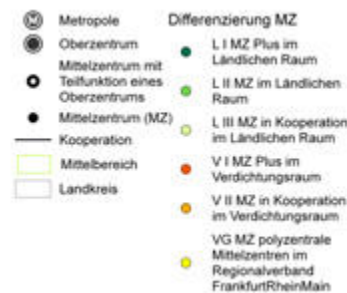 Metropole
Oberzentrum
Mittelzentrum mit
Teilfunktion eines
Oberzentrums
Mittelzentrum (MZ)
Kooperation
Mittelbereich
Landkreis
Differenzierung MZ
L I MZ Plus im
Ländlichen Raum
L II MZ im Ländlichen
Raum
L III MZ in Kooperation
im Ländlichen Raum
V I MZ Plus im
Verdichtungsraum
V II MZ in Kooperation
im Verdichtungsraum
VG MZ polyzentrale
Mittelzentren im
Regionalverband
FrankfurtRheinMain